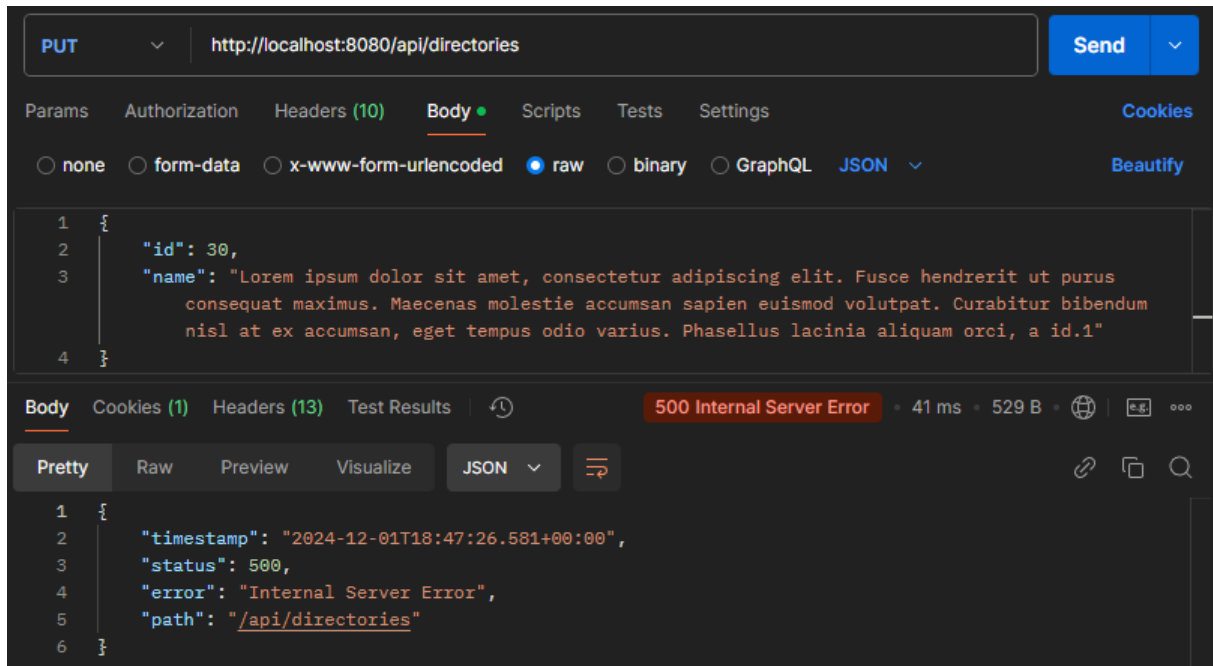 PUT http://localhost:8080/api/directories Send
Params Authorization Headers (10) Body Scripts Tests Settings Cookies
none form-data x-www-form-urlencoded raw binary GraphQL JSON Beautify
1 {
2 "id": 30,
3 "name": "Lorem ipsum dolor sit amet, consectetur adipiscing elit. Fusce hendrerit ut purus
consequat maximus. Maecenas molestie accumsan sapien euismod volutpat. Curabitur bibendum
nisl at ex accumsan, eget tempus odio varius. Phasellus lacinia aliquam orci, a id.1"
4 }
Body Cookies (1) Headers (13) Test Results 500 Internal Server Error • 41 ms • 529 B • e.g.
Pretty Raw Preview Visualize JSON
1 {
2 "timestamp": "2024-12-01T18:47:26.581+00:00",
3 "status": 500,
4 "error": "Internal Server Error",
5 "path": "/api/directories"
6 }